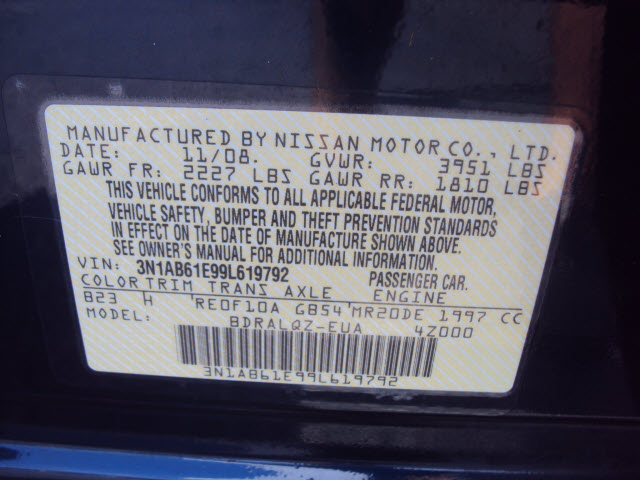 MANUFACTURED BY NISSAN MOTOR CO., LTD.
DATE: 11/08. GVWR: 3951 LBS
GAWR FR: 2227 LBS GAWR RR: 1810 LBS
THIS VEHICLE CONFORMS TO ALL APPLICABLE FEDERAL MOTOR,
VEHICLE SAFETY, BUMPER AND THEFT PREVENTION STANDARDS
IN EFFECT ON THE DATE OF MANUFACTURE SHOWN ABOVE.
SEE OWNER'S MANUAL FOR ADDITIONAL INFORMATION.
VIN: 3N1AB61E99L619792 PASSENGER CAR.
COLOR TRIM TRANS AXLE ENGINE
B23 H RE0F10A GB54 MR20DE 1997 CC
MODEL: BDRALQZ-EUA 4Z000
3N1AB61E99L619792